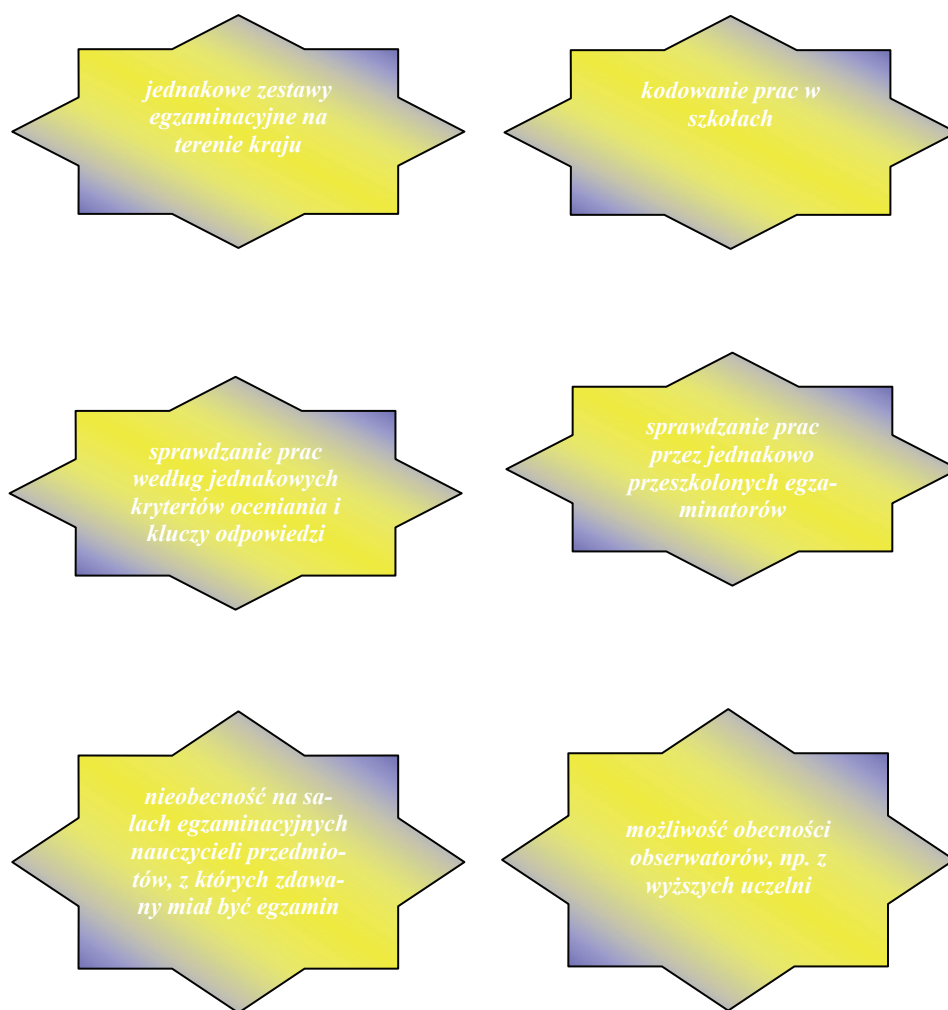 jednakowe zestawy
egzaminacyjne na
terenie kraju
kodowanie prac w
szkołach
sprawdzanie prac
według jednakowych
kryteriów oceniania i
kluczy odpowiedzi
sprawdzanie prac
przez jednakowo
przeszkolonych egza-
minatorów
nieobecność na sa-
lach egzaminacyjnych
nauczycieli przedmio-
tów, z których zdawa-
ny miał być egzamin
możliwość obecności
obserwatorów, np. z
wyższych uczelni